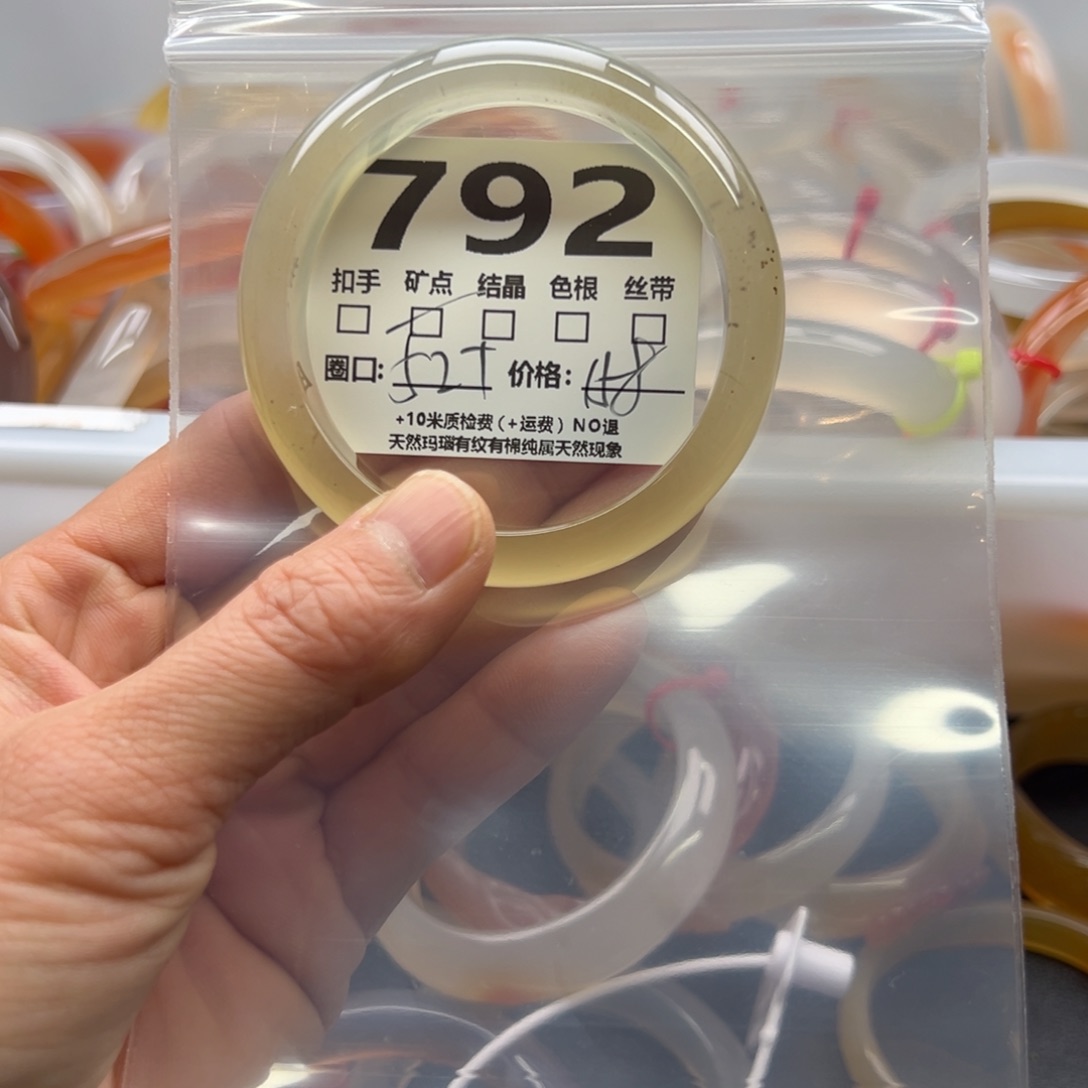 792
扣手 矿点 结晶 色根 丝带
圈口: 52T 价格: 168
+10米质检费(+运费)NO退
天然玛瑙有纹有棉纯属天然现象